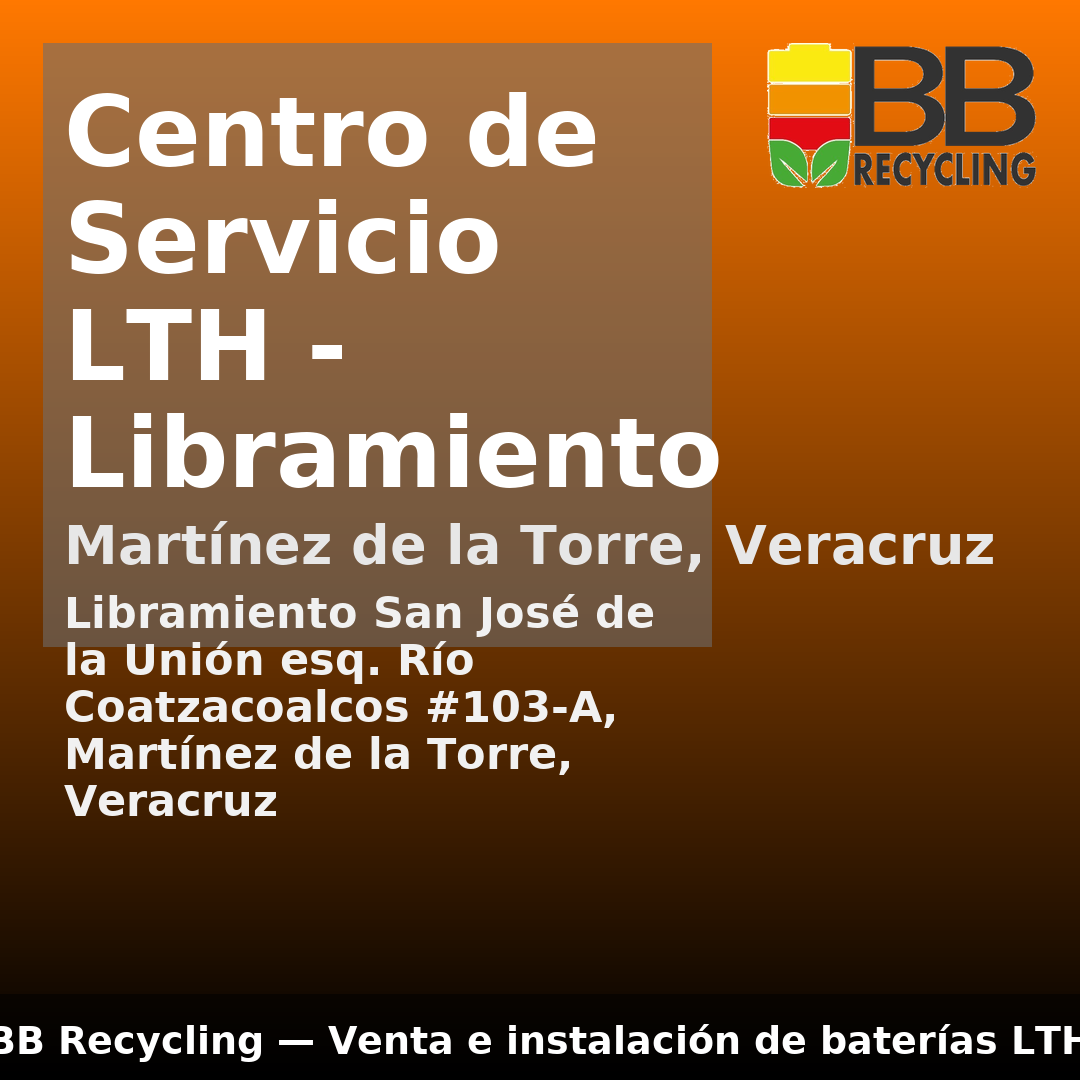 Centro de
Servicio
LTH -
Libramiento
Martínez de la Torre, Veracruz
Libramiento San José de
la Unión esq. Río
Coatzacoalcos #103-A,
Martínez de la Torre,
Veracruz
BB
RECYCLING
BB Recycling — Venta e instalación de baterías LTH